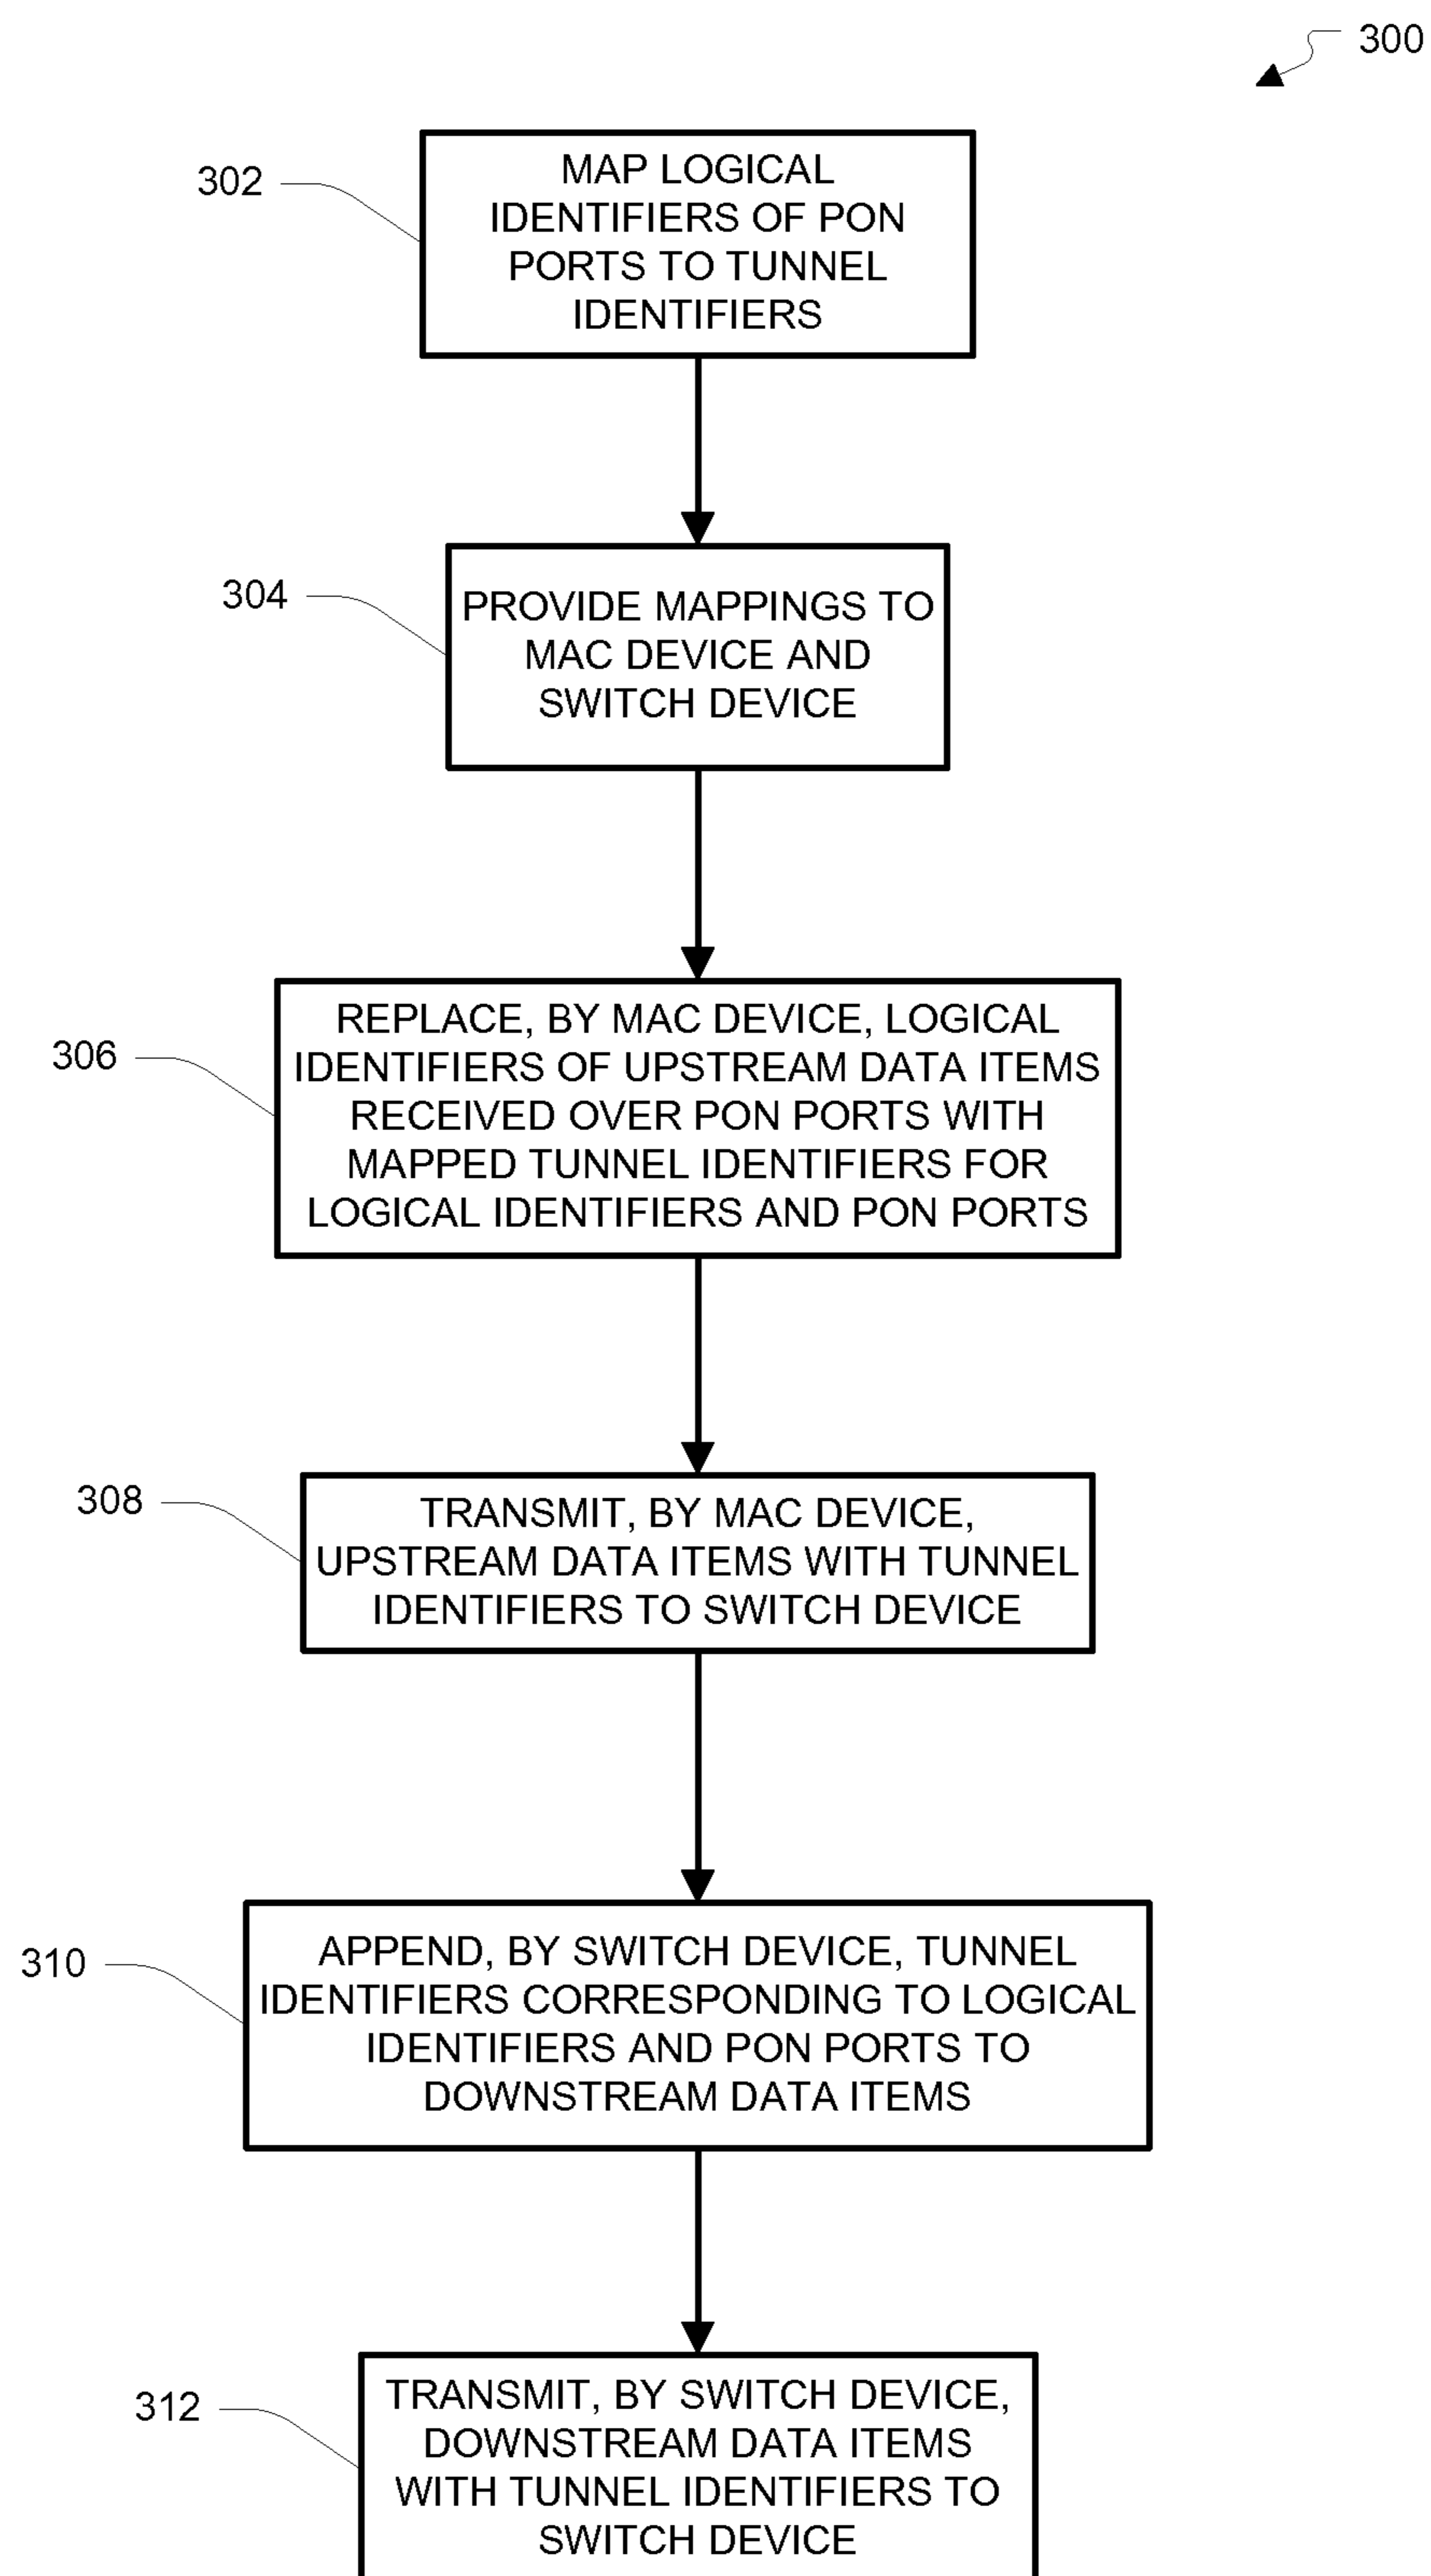 300
302
MAP LOGICAL
IDENTIFIERS OF PON
PORTS TO TUNNEL
IDENTIFIERS
304
PROVIDE MAPPINGS TO
MAC DEVICE AND
SWITCH DEVICE
306
REPLACE, BY MAC DEVICE, LOGICAL
IDENTIFIERS OF UPSTREAM DATA ITEMS
RECEIVED OVER PON PORTS WITH
MAPPED TUNNEL IDENTIFIERS FOR
LOGICAL IDENTIFIERS AND PON PORTS
308
TRANSMIT, BY MAC DEVICE,
UPSTREAM DATA ITEMS WITH TUNNEL
IDENTIFIERS TO SWITCH DEVICE
310
APPEND, BY SWITCH DEVICE, TUNNEL
IDENTIFIERS CORRESPONDING TO LOGICAL
IDENTIFIERS AND PON PORTS TO
DOWNSTREAM DATA ITEMS
312
TRANSMIT, BY SWITCH DEVICE,
DOWNSTREAM DATA ITEMS
WITH TUNNEL IDENTIFIERS TO
SWITCH DEVICE